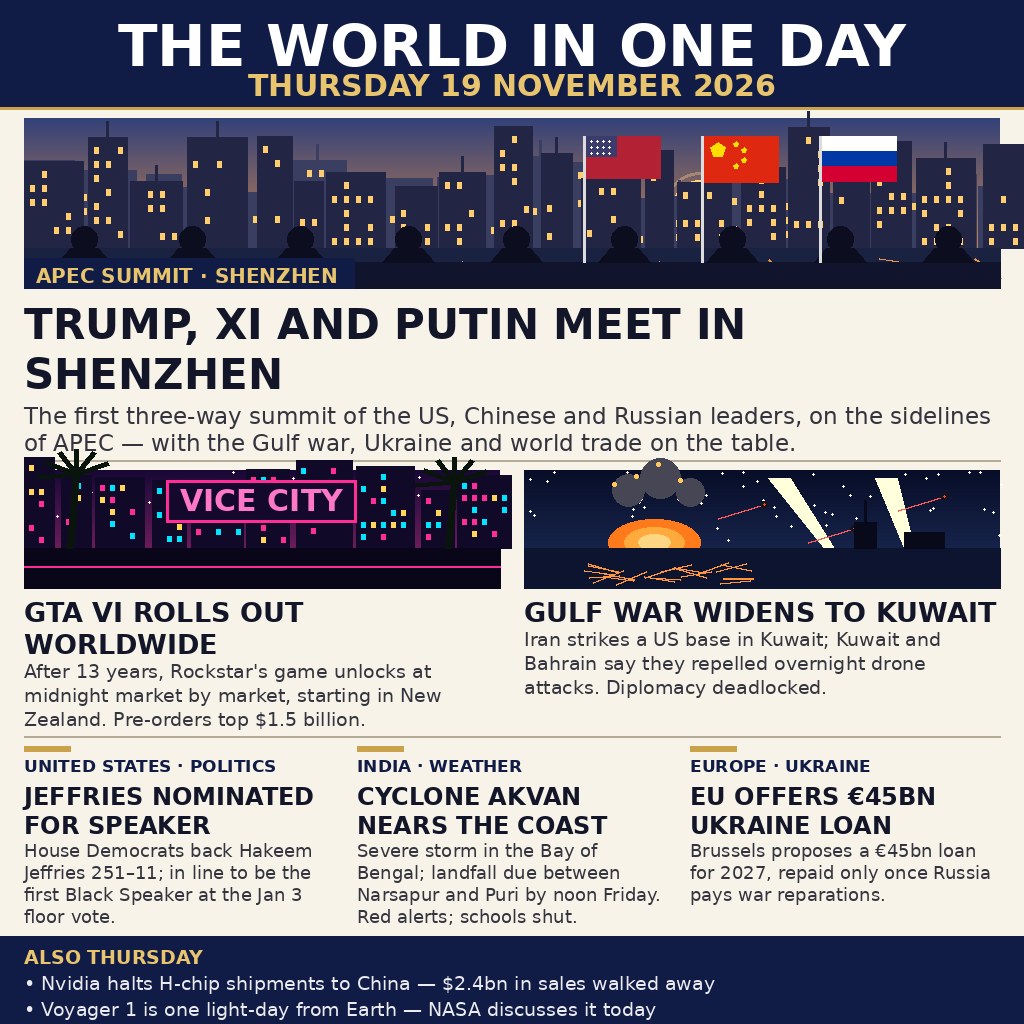 THE WORLD IN ONE DAY
THURSDAY 19 NOVEMBER 2026
APEC SUMMIT · SHENZHEN
TRUMP, XI AND PUTIN MEET IN
SHENZHEN
The first three-way summit of the US, Chinese and Russian leaders, on the sidelines
of APEC — with the Gulf war, Ukraine and world trade on the table.
VICE CITY
GTA VI ROLLS OUT
WORLDWIDE
After 13 years, Rockstar's game unlocks at
midnight market by market, starting in New
Zealand. Pre-orders top $1.5 billion.
GULF WAR WIDENS TO KUWAIT
Iran strikes a US base in Kuwait; Kuwait and
Bahrain say they repelled overnight drone
attacks. Diplomacy deadlocked.
UNITED STATES · POLITICS
JEFFRIES NOMINATED
FOR SPEAKER
House Democrats back Hakeem
Jeffries 251–11; in line to be the
first Black Speaker at the Jan 3
floor vote.
INDIA · WEATHER
CYCLONE AKVAN
NEARS THE COAST
Severe storm in the Bay of
Bengal; landfall due between
Narsapur and Puri by noon Friday.
Red alerts; schools shut.
EUROPE · UKRAINE
EU OFFERS €45BN
UKRAINE LOAN
Brussels proposes a €45bn loan
for 2027, repaid only once Russia
pays war reparations.
ALSO THURSDAY
• Nvidia halts H-chip shipments to China — $2.4bn in sales walked away
• Voyager 1 is one light-day from Earth — NASA discusses it today